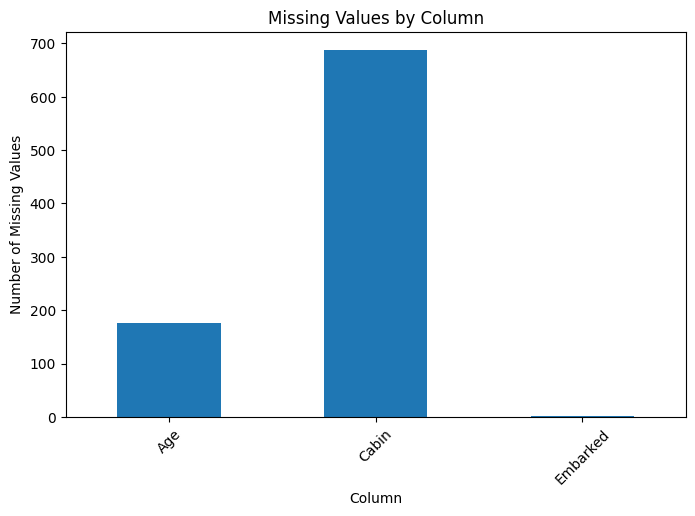 Missing Values by Column
Number of Missing Values
700
600
500
400
300
200
100
0
Age
Cabin
Embarked
Column